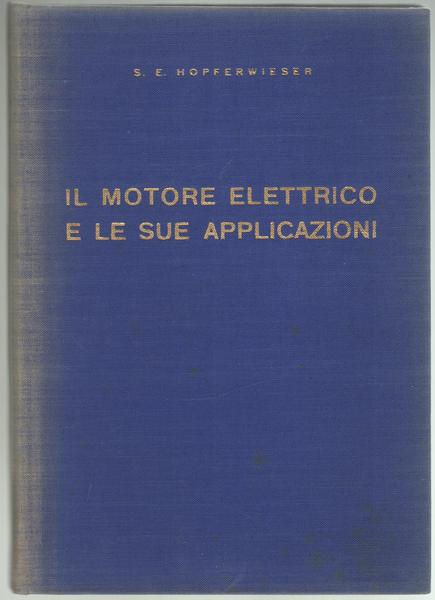 S. E. HOPFERWIESER
IL MOTORE ELETTRICO
E LE SUE APPLICAZIONI